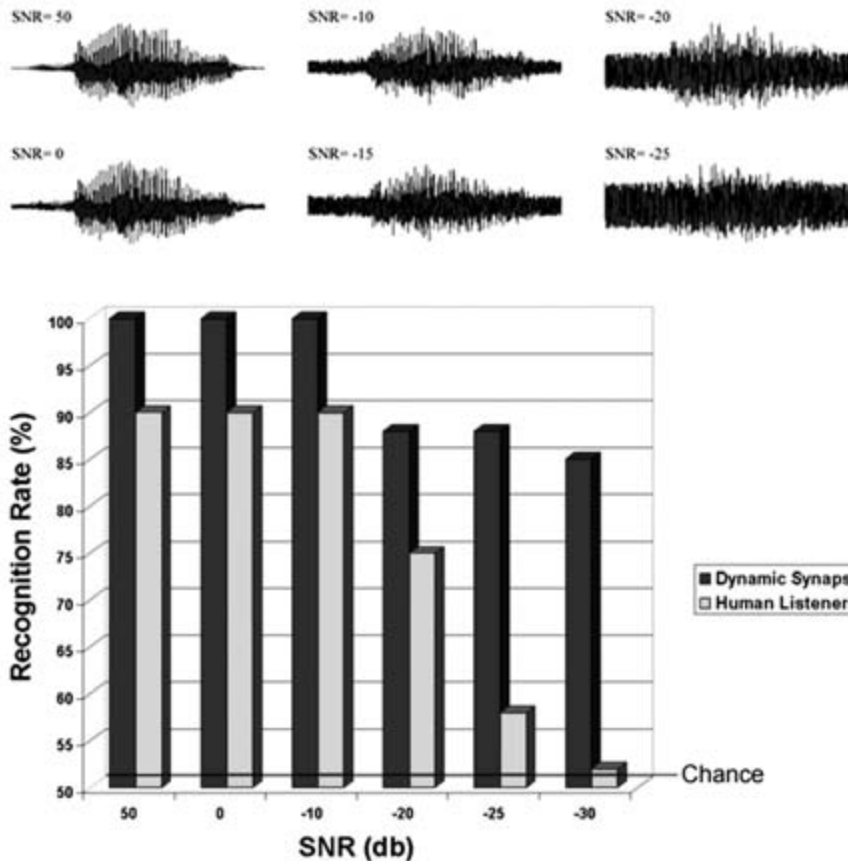 SNR= 50
SNR= -10
SNR= -20
SNR= 0
SNR= -15
SNR= -25
100
95
90
85
80
75
70
65
60
55
50
Recognition Rate (%)
Dynamic Synaps
Human Listener
Chance
50 0 -10 -20 -25 -30
SNR (db)